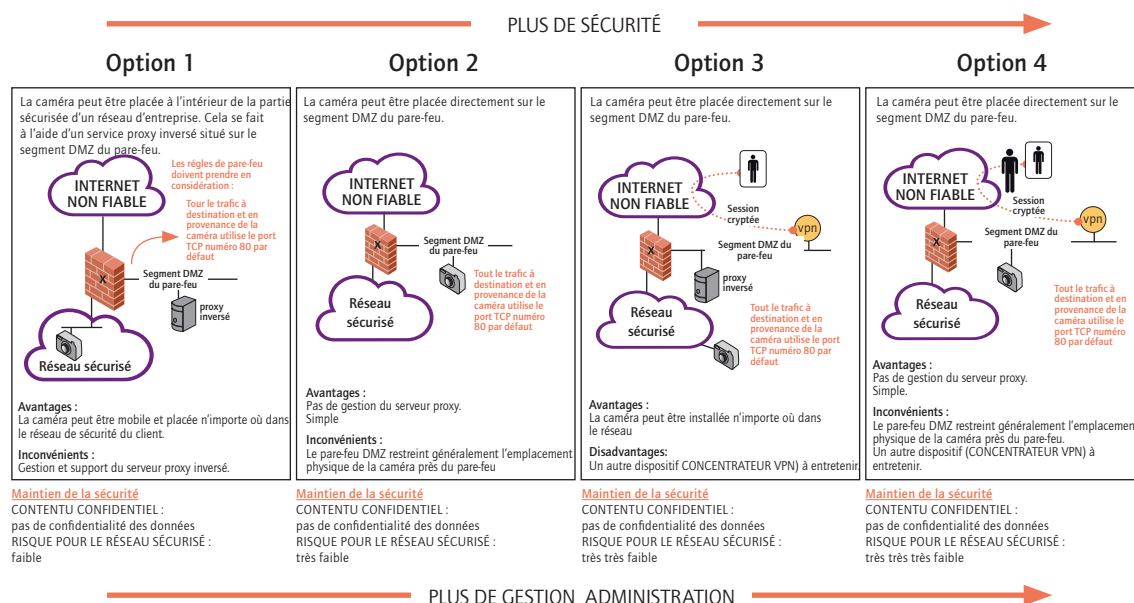 PLUS DE SÉCURITÉ
Option 1
La caméra peut être placée à l'intérieur de la partie
sécurisée d'un réseau d'entreprise. Cela se fait
à l'aide d'un service proxy inversé situé sur le
segment DMZ du pare-feu.
Les régles de pare-feu
doivent prendre en
considération :
INTERNET
NON FIABLE
Tour le trafic à
destination et en
provenance de la
caméra utilise le port
TCP numéro 80 par
défaut
X
Segment DMZ
du pare-feu
proxy
inversé
Réseau sécurisé
Avantages :
La caméra peut être mobile et placée n'importe où dans
le réseau de sécurité du client.
Inconvénients :
Gestion et support du serveur proxy inversé.
Maintien de la sécurité
CONTENTU CONFIDENTIEL :
pas de confidentialité des données
RISQUE POUR LE RÉSEAU SÉCURISÉ :
faible
Option 2
La caméra peut être placée directement sur le
segment DMZ du pare-feu.
INTERNET
NON FIABLE
X
Segment DMZ
du pare-feu
Tout le trafic à
destination et en
provenance de la
caméra utilise le
port TCP numéro
80 par défaut
Réseau
sécurisé
Avantages :
Pas de gestion du serveur proxy.
Simple
Inconvénients :
Le pare-feu DMZ restreint généralement l'emplacement
physique de la caméra près du pare-feu
Maintien de la sécurité
CONTENTU CONFIDENTIEL :
pas de confidentialité des données
RISQUE POUR LE RÉSEAU SÉCURISÉ :
très faible
Option 3
La caméra peut être placée directement sur le
segment DMZ du pare-feu.
INTERNET
NON FIABLE
Session
cryptée
vpn
X
Segment DMZ du
pare-feu
proxy
inversé
Réseau
sécurisé
Tout le trafic à
destination et en
provenance de la
caméra utilise le port
TCP numéro 80 par
défaut
Avantages :
La caméra peut être installée n'importe où dans
le réseau
Disadvantages:
Un autre dispositif CONCENTRATEUR VPN) à entretenir.
Maintien de la sécurité
CONTENTU CONFIDENTIEL :
pas de confidentialité des données
RISQUE POUR LE RÉSEAU SÉCURISÉ :
très très faible
Option 4
La caméra peut être placée directement sur le
segment DMZ du pare-feu.
INTERNET
NON FIABLE
Session
cryptée
vpn
X
Segment DMZ du
pare-feu
Réseau
sécurisé
Tout le trafic à
destination et en
provenance de la
caméra utilise le port
TCP numéro
80 par défaut
Avantages :
Pas de gestion du serveur proxy.
Simple.
Inconvénients :
Le pare-feu DMZ restreint généralement l'emplacement
physique de la caméra près du pare-feu.
Un autre dispositif (CONCENTRATEUR VPN) à
entretenir.
Maintien de la sécurité
CONTENTU CONFIDENTIEL :
pas de confidentialité des données
RISQUE POUR LE RÉSEAU SÉCURISÉ :
très très très faible
PLUS DE GESTION ADMINISTRATION